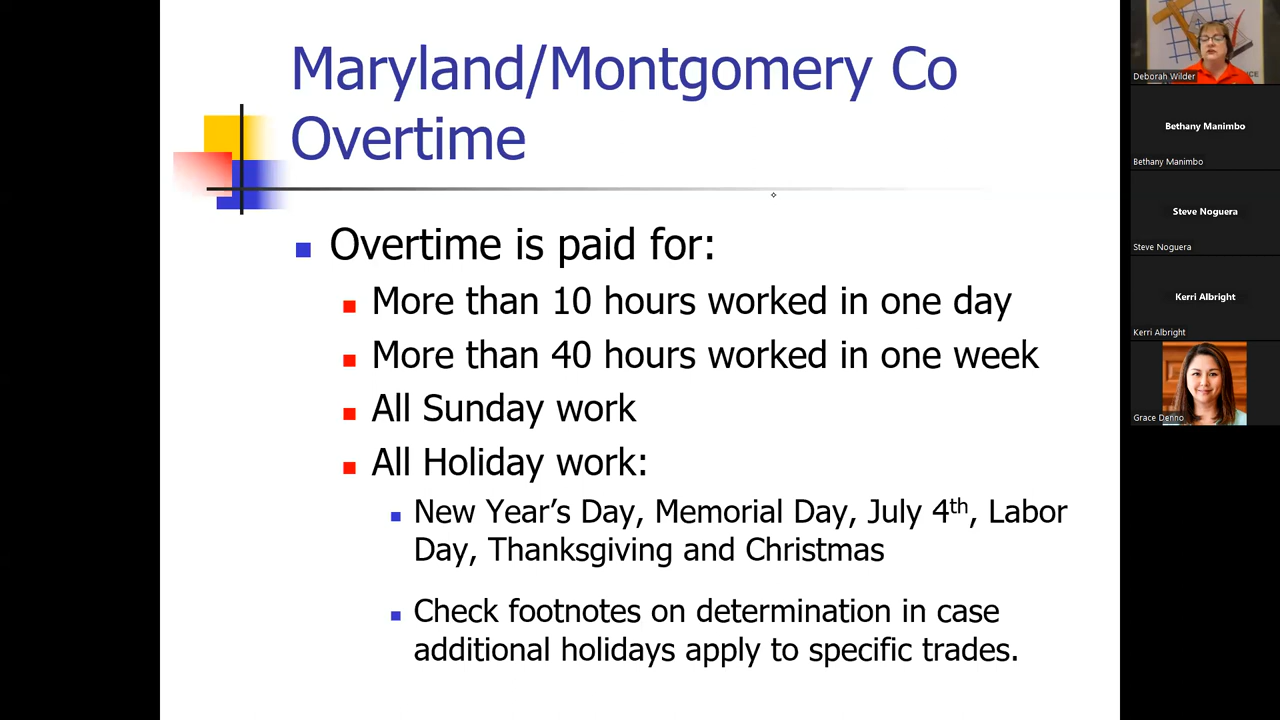 Maryland/Montgomery Co
Overtime
Overtime is paid for:
More than 10 hours worked in one day
More than 40 hours worked in one week
All Sunday work
All Holiday work:
New Year’s Day, Memorial Day, July 4th, Labor
Day, Thanksgiving and Christmas
Check footnotes on determination in case
additional holidays apply to specific trades.
Deborah Wilder
Bethany Manimbo
Bethany Manimbo
Steve Noguera
Steve Noguera
Kerri Albright
Kerri Albright
Grace Denno